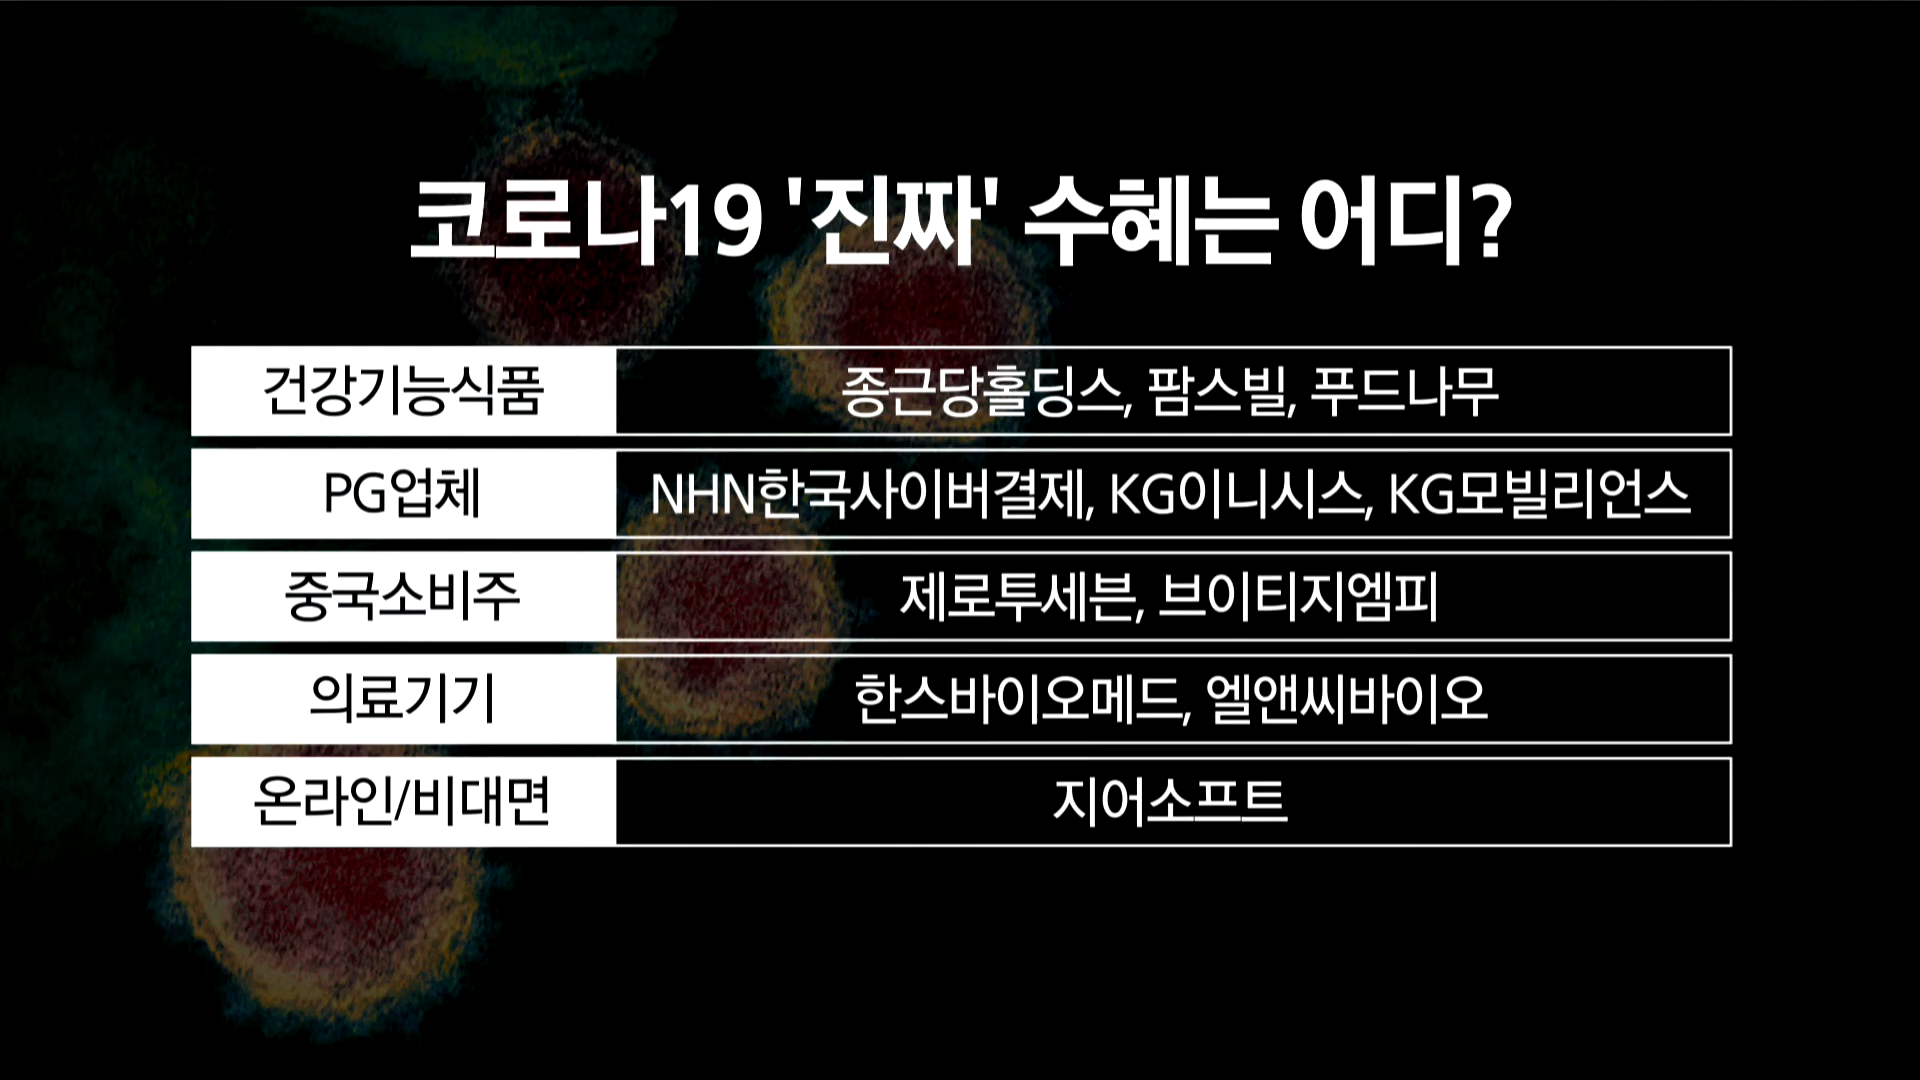 코로나19 '진짜' 수혜는 어디?
건강기능식품 종근당홀딩스, 팜스빌, 푸드나무
PG업체 NHN한국사이버결제, KG이니시스, KG모빌리언스
중국소비주 제로투세븐, 브이티지엠피
의료기기 한스바이오메드, 엘앤씨바이오
온라인/비대면 지어소프트